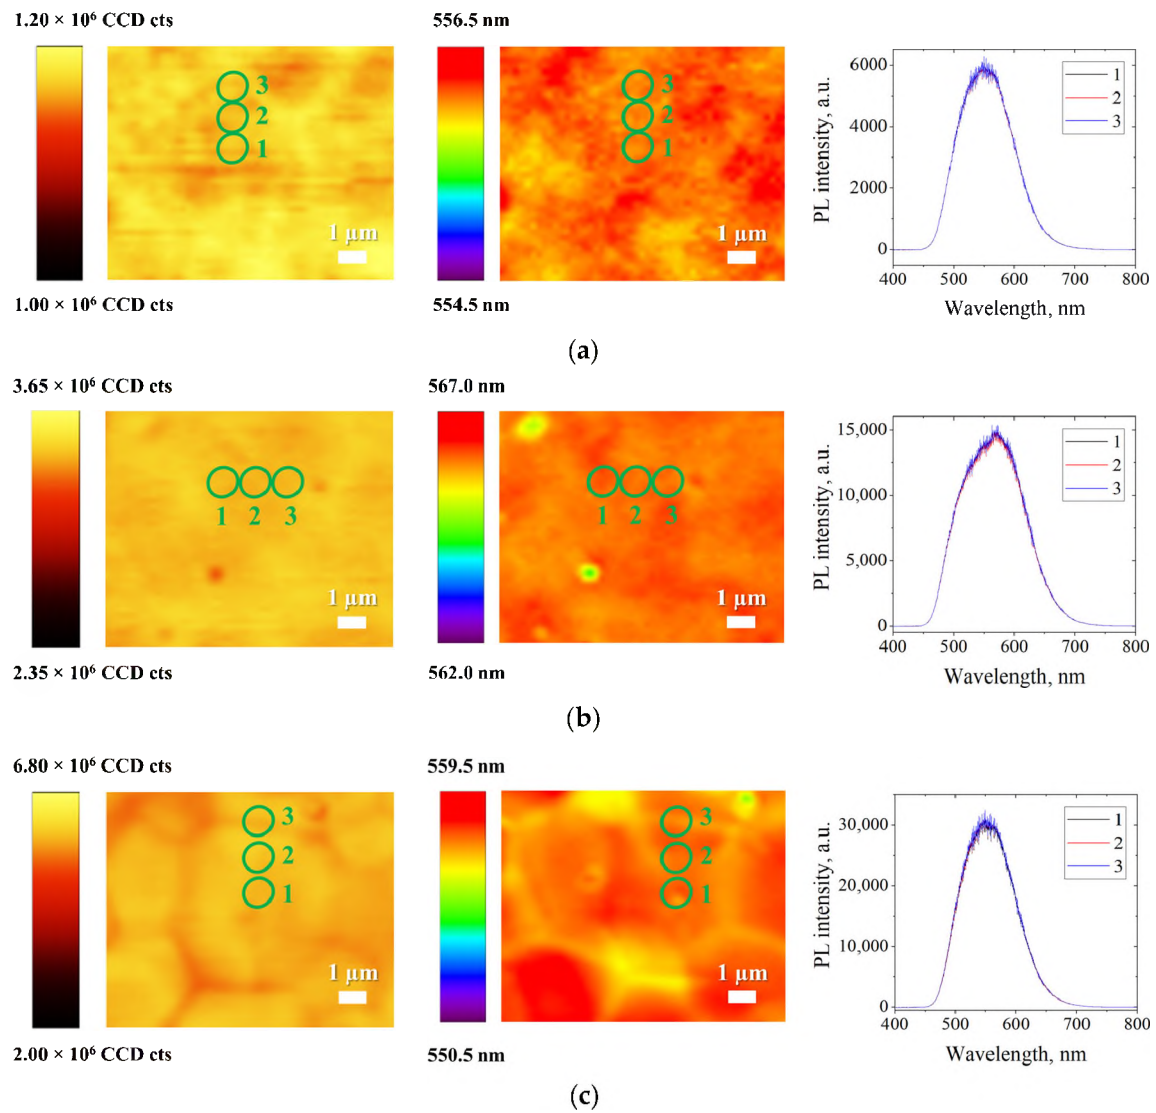 1.20 × 10⁶ CCD cts
556.5 nm
3
2
1
1 μm
1.00 × 10⁶ CCD cts
3
2
1
1 μm
554.5 nm
PL intensity, a.u.
6000
4000
2000
0
1
2
3
400 500 600 700 800
Wavelength, nm
(a)
3.65 × 10⁶ CCD cts
567.0 nm
1 2 3
1 μm
2.35 × 10⁶ CCD cts
1 2 3
1 μm
562.0 nm
PL intensity, a.u.
15,000
10,000
5,000
0
1
2
3
400 500 600 700 800
Wavelength, nm
(b)
6.80 × 10⁶ CCD cts
559.5 nm
3
2
1
1 μm
2.00 × 10⁶ CCD cts
3
2
1
1 μm
550.5 nm
PL intensity, a.u.
30,000
20,000
10,000
0
1
2
3
400 500 600 700 800
Wavelength, nm
(c)